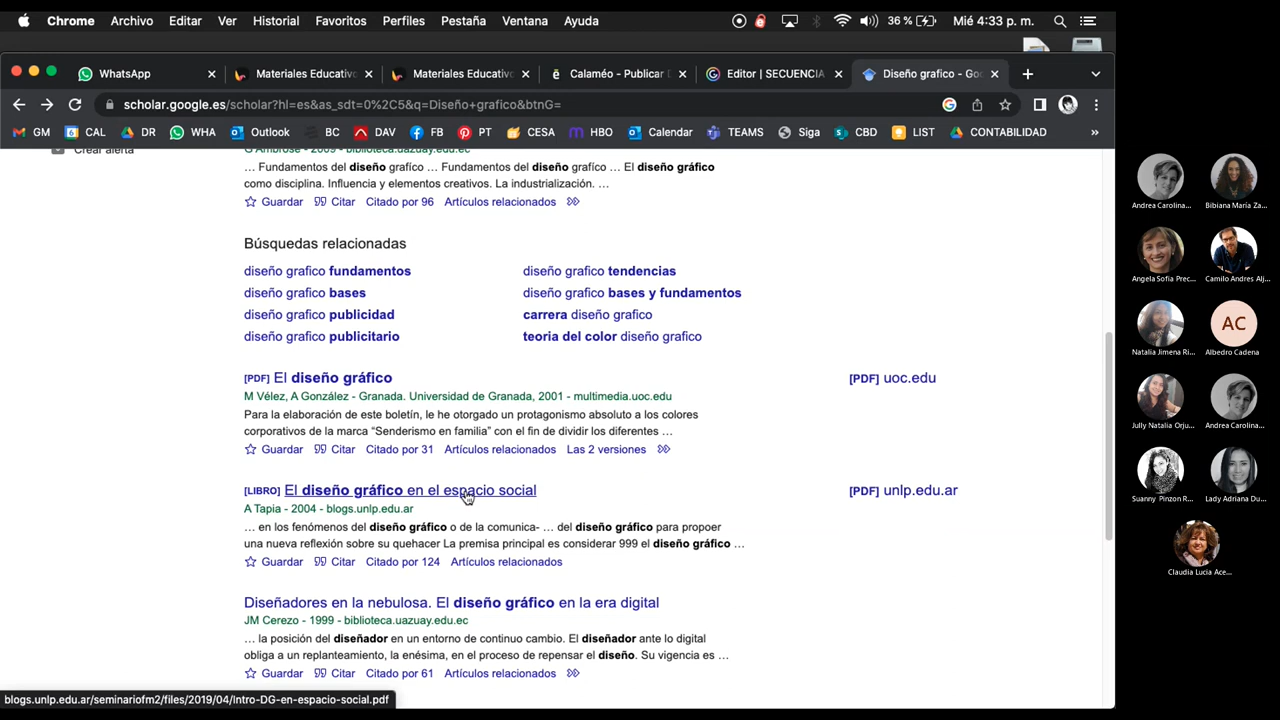 Chrome Archivo Editar Ver Historial Favoritos Perfiles Pestaña Ventana Ayuda 36 % Mié 4:33 p. m.
WhatsApp Materiales Educativo Materiales Educativo Calaméo - Publicar D Editor | SECUENCIA Diseño grafico - Goo
scholar.google.es/scholar?hl=es&as_sdt=0%2C5&q=Diseño+grafico&btnG=
GM CAL DR WHA Outlook BC DAV FB PT CESA HBO Calendar TEAMS Siga CBD LIST CONTABILIDAD »
Crear alerta
G Ambrose - 2009 - biblioteca.uazuay.edu.ec
... Fundamentos del diseño grafíco ... Fundamentos del diseño grafíco ... El diseño gráfico
como disciplina. Influencia y elementos creativos. La industrialización. ...
Guardar Citar Citado por 96 Artículos relacionados
Búsquedas relacionadas
diseño grafico fundamentos
diseño grafico tendencias
diseño grafico bases
diseño grafico bases y fundamentos
diseño grafico publicidad
carrera diseño grafico
diseño grafico publicitario
teoria del color diseño grafico
[PDF] El diseño gráfico
[PDF] uoc.edu
M Vélez, A González - Granada. Universidad de Granada, 2001 - multimedia.uoc.edu
Para la elaboración de este boletín, le he otorgado un protagonismo absoluto a los colores
corporativos de la marca “Senderismo en familia” con el fin de dividir los diferentes ...
Guardar Citar Citado por 31 Artículos relacionados Las 2 versiones
[LIBRO] El diseño gráfico en el espacio social
[PDF] unlp.edu.ar
A Tapia - 2004 - blogs.unlp.edu.ar
... en los fenómenos del diseño gráfico o de la comunica- ... del diseño gráfico para propoer
una nueva reflexión sobre su quehacer La premisa principal es considerar 999 el diseño gráfico ...
Guardar Citar Citado por 124 Artículos relacionados
Diseñadores en la nebulosa. El diseño gráfico en la era digital
JM Cerezo - 1999 - biblioteca.uazuay.edu.ec
... la posición del diseñador en un entorno de continuo cambio. El diseñador ante lo digital
obliga a un replanteamiento, la enésima, en el proceso de repensar el diseño. Su vigencia es ...
Guardar Citar Citado por 61 Artículos relacionados
blogs.unlp.edu.ar/seminariofm2/files/2019/04/Intro-DG-en-espacio-social.pdf
Andrea Carolina... Bibiana María Za...
Angela Sofia Prec... Camilo Andres Alj...
AC
Natalia Jimena Ri... Albedro Cadena
Jully Natalia Orju... Andrea Carolina...
Suanny Pinzon R... Lady Adriana Du...
Claudia Lucia Ace...